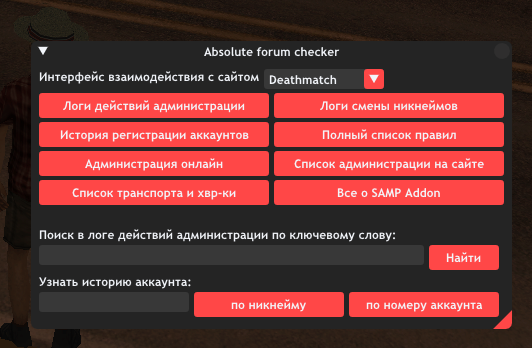 Absolute forum checker
Интерфейс взаимодействия с сайтом Deathmatch
Логи действий администрации Логи смены никнеймов
История регистрации аккаунтов Полный список правил
Администрация онлайн Список администрации на сайте
Список транспорта и хвр-ки Все о SAMP Addon
Поиск в логе действий администрации по ключевому слову:
Найти
Узнать историю аккаунта:
по никнейму по номеру аккаунта